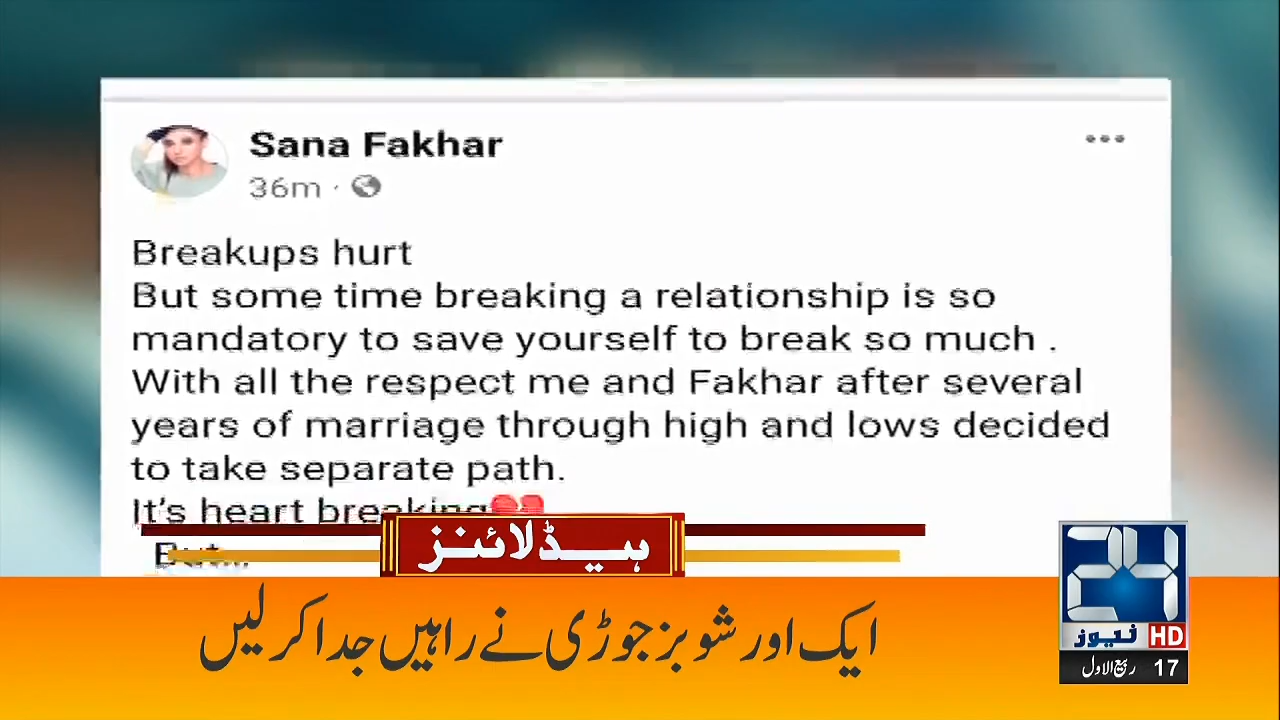 Sana Fakhar
36m ·
Breakups hurt
But some time breaking a relationship is so
mandatory to save yourself to break so much .
With all the respect me and Fakhar after several
years of marriage through high and lows decided
to take separate path.
It's heart breaking💔
But..
ہیڈلائنز
ایک اور شوبز جوڑی نے راہیں جدا کر لیں
24
نیوز HD
17 ربیع الاول